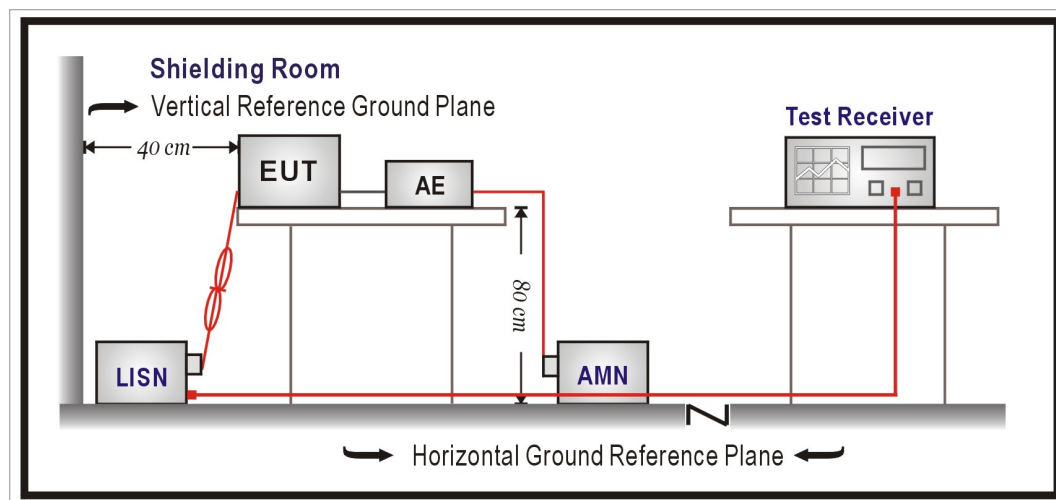 Shielding Room
Vertical Reference Ground Plane
Test Receiver
40 cm
EUT
AE
80 cm
LISN
AMN
Horizontal Ground Reference Plane